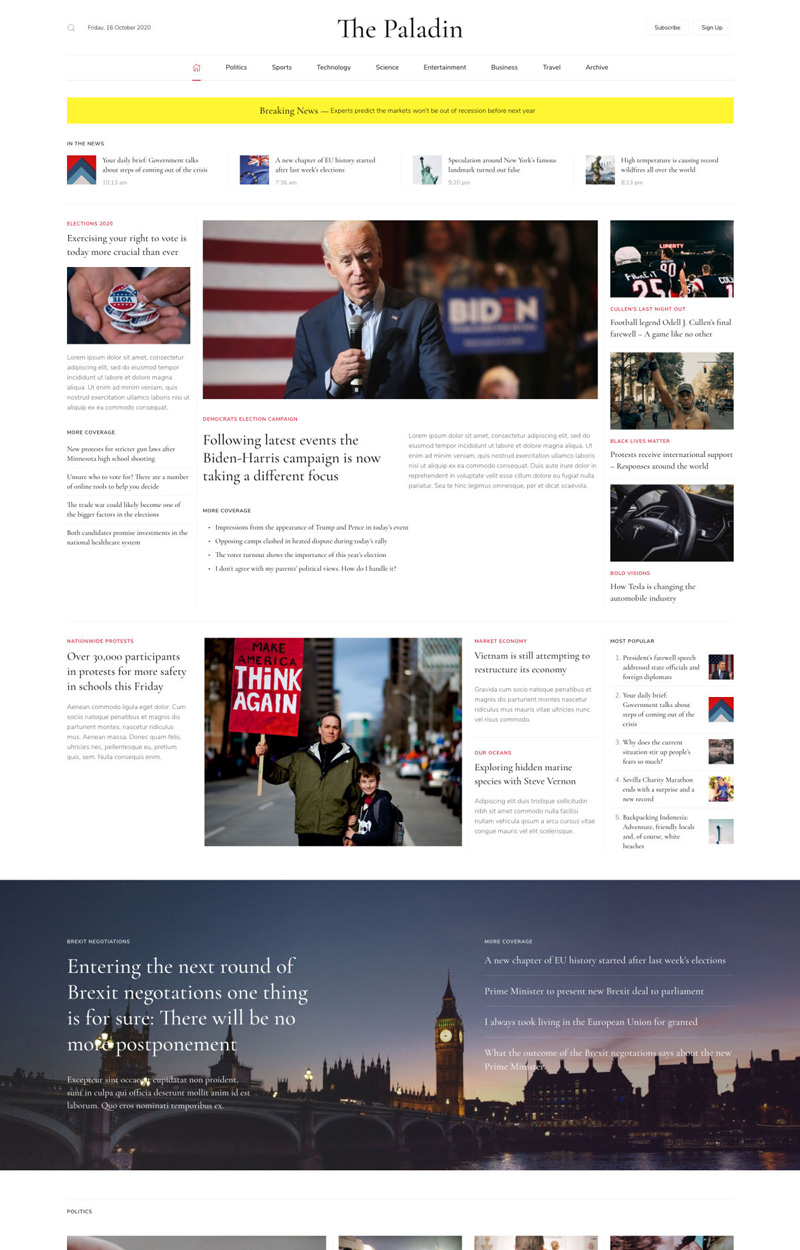 Friday, 16 October 2020
The Paladin
Subscribe
Sign Up
Politics
Sports
Technology
Science
Entertainment
Business
Travel
Archive
Breaking News — Experts predict the markets won't be out of recession before next year
IN THE NEWS
Your daily brief: Government talks
about steps of coming out of the crisis
10:13 am
A new chapter of EU history started
after last week's elections
7:36 am
Speculation around New York's famous
landmark turned out false
9:20 pm
High temperature is causing record
wildfires all over the world
8:13 pm
ELECTIONS 2020
Exercising your right to vote is
today more crucial than ever
VOTE
Lorem ipsum dolor sit amet, consectetur
adipiscing elit, sed do eiusmod tempor
incididunt ut labore et dolore magna
aliqua. Ut enim ad minim veniam, quis
nostrud exercitation ullamco laboris nisi ut
aliquip ex ea commodo consequat.
MORE COVERAGE
New protests for stricter gun laws after
Minnesota high school shooting
Unsure who to vote for? There are a number
of online tools to help you decide
The trade war could likely become one of
the bigger factors in the elections
Both candidates promise investments in the
national healthcare system
BIDEN
DEMOCRATS ELECTION CAMPAIGN
Following latest events the
Biden-Harris campaign is now
taking a different focus
Lorem ipsum dolor sit amet, consectetur adipiscing elit, sed do
eiusmod tempor incididunt ut labore et dolore magna aliqua. Ut
enim ad minim veniam, quis nostrud exercitation ullamco laboris
nisi ut aliquip ex ea commodo consequat. Duis aute irure dolor in
reprehenderit in voluptate velit esse cillum dolore eu fugiat nulla
pariatur. Sea te hinc legimus omnesque, per et dicat scaevola.
MORE COVERAGE
• Impressions from the appearance of Trump and Pence in today's event
• Opposing camps clashed in heated dispute during today's rally
• The voter turnout shows the importance of this year's election
• I don't agree with my parents' political views. How do I handle it?
LIBERTY
25
80
CULLEN'S LAST NIGHT OUT
Football legend Odell J. Cullen's final
farewell – A game like no other
BLACK LIVES MATTER
Protests receive international support
– Responses around the world
BOLD VISIONS
How Tesla is changing the
automobile industry
NATIONWIDE PROTESTS
Over 30,000 participants
in protests for more safety
in schools this Friday
Aenean commodo ligula eget dolor. Cum
sociis natoque penatibus et magnis dis
parturient montes, nascetur ridiculus
mus. Aenean massa. Donec quam felis,
ultricies nec, pellentesque eu, pretium
quis, sem. Nulla consequis enim.
MAKE
AMERICA
THiNK
AGAIN
MARKET ECONOMY
Vietnam is still attempting to
restructure its economy
Gravida cum sociis natoque penatibus et
magnis dis parturient montes nascetur
ridiculus mus mauris vitae ultricies nunc
vel risus commodo.
OUR OCEANS
Exploring hidden marine
species with Steve Vernon
Adipiscing elit duis tristique sollicitudin
nibh sit amet commodo nulla facilisi
nullam vehicula ipsum a arcu cursus vitae
congue mauris vel elit scelerisque.
MOST POPULAR
1. President's farewell speech
addressed state officials and
foreign diplomats
2. Your daily brief:
Government talks about
steps of coming out of the
crisis
3. Why does the current
situation stir up people's
fears so much?
4. Sevilla Charity Marathon
ends with a surprise and a
new record
5. Backpacking Indonesia:
Adventure, friendly locals
and, of course, white
beaches
BREXIT NEGOTIATIONS
Entering the next round of
Brexit negotations one thing
is for sure: There will be no
more postponement
Excepteur sint occaecat cupidatat non proident,
sunt in culpa qui officia deserunt mollit anim id est
laborum. Quo eros nominati temporibus ex.
MORE COVERAGE
A new chapter of EU history started after last week's elections
Prime Minister to present new Brexit deal to parliament
I always took living in the European Union for granted
What the outcome of the Brexit negotations says about the new
Prime Minister
POLITICS